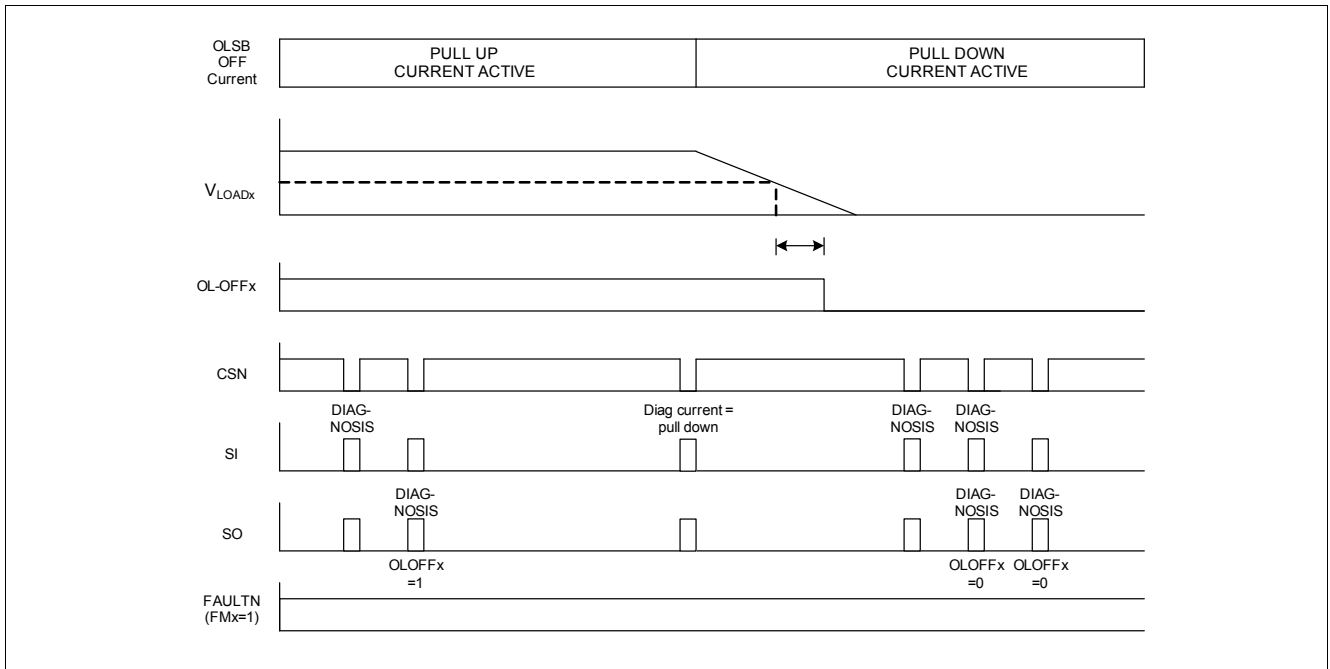 OLSB
OFF
Current
PULL UP
CURRENT ACTIVE
PULL DOWN
CURRENT ACTIVE
VLOADx
OL-OFFx
CSN
DIAG-
NOSIS
Diag current =
pull down
DIAG-
NOSIS
DIAG-
NOSIS
SI
DIAG-
NOSIS
DIAG-
NOSIS
DIAG-
NOSIS
SO
OLOFFx
=1
OLOFFx
=0
OLOFFx
=0
FAULTN
(FMx=1)